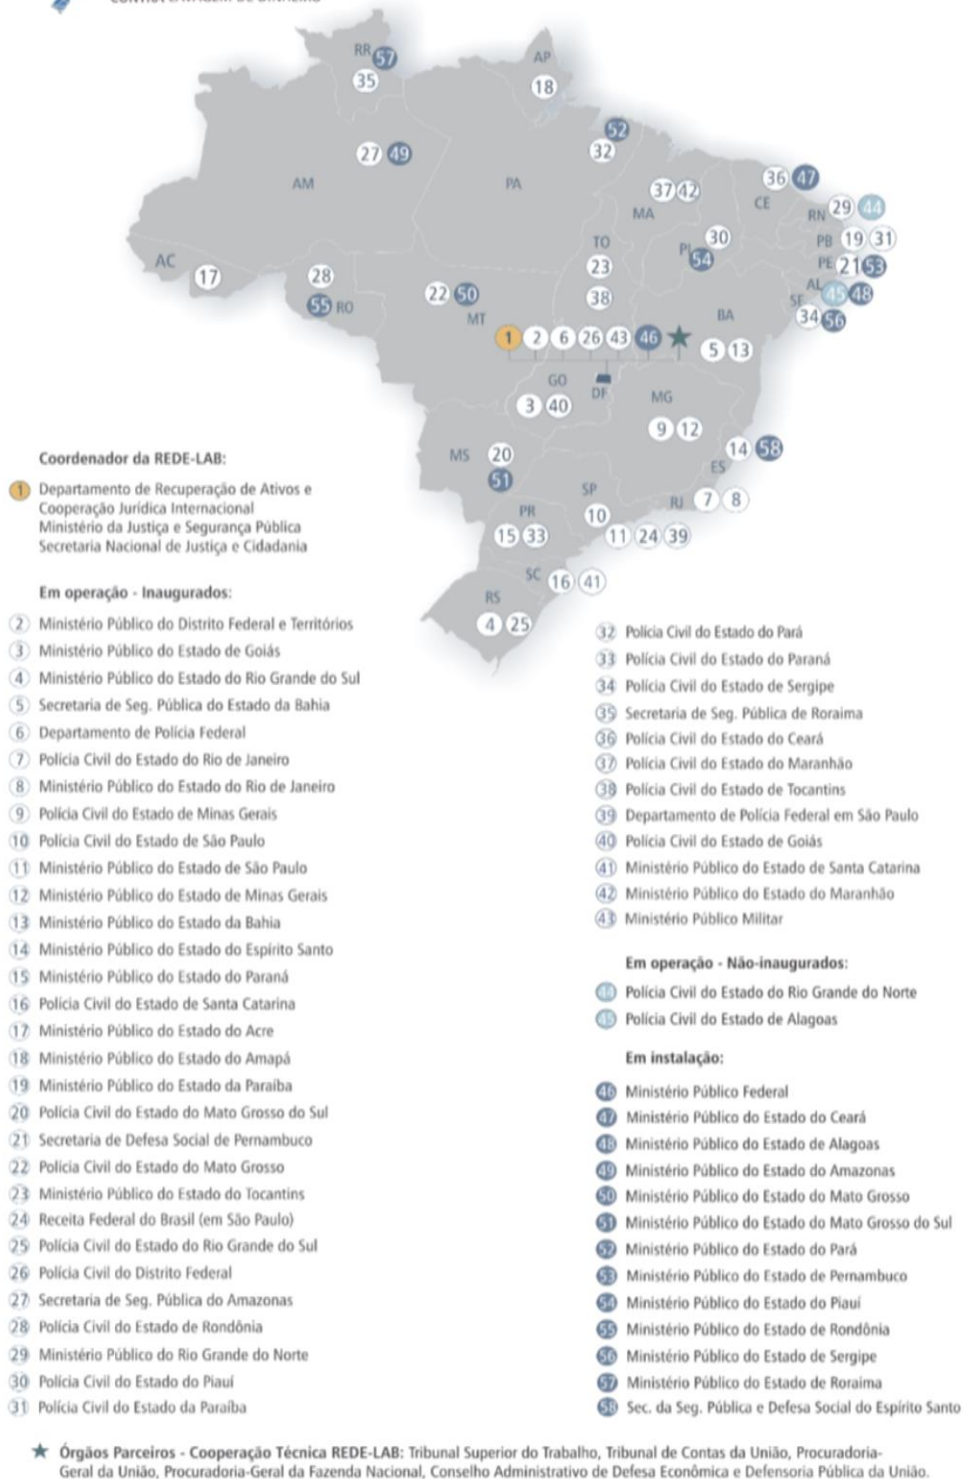 CONTRA LAVAGEM DE DINHEIRO
RR 57
35
AP
18
52
32
27 49
AM
PA
36 47
CE
37 42
MA
RN 29 44
30
PI
54
PB 19 31
TO
23
38
PE 21 53
AL
45 48
SE
34 56
AC
17
28
55 RO
22 50
MT
BA
1 2 6 26 43 46 ★
5 13
GO
DF
3 40
MG
9 12
14 58
ES
MS 20
51
SP
10
RJ 7 8
PR
15 33
11 24 39
SC 16 41
RS
4 25
Coordenador da REDE-LAB:
1 Departamento de Recuperação de Ativos e
Cooperação Jurídica Internacional
Ministério da Justiça e Segurança Pública
Secretaria Nacional de Justiça e Cidadania
Em operação - Inaugurados:
2 Ministério Público do Distrito Federal e Territórios
3 Ministério Público do Estado de Goiás
4 Ministério Público do Estado do Rio Grande do Sul
5 Secretaria de Seg. Pública do Estado da Bahia
6 Departamento de Polícia Federal
7 Polícia Civil do Estado do Rio de Janeiro
8 Ministério Público do Estado do Rio de Janeiro
9 Polícia Civil do Estado de Minas Gerais
10 Polícia Civil do Estado de São Paulo
11 Ministério Público do Estado de São Paulo
12 Ministério Público do Estado de Minas Gerais
13 Ministério Público do Estado da Bahia
14 Ministério Público do Estado do Espírito Santo
15 Ministério Público do Estado do Paraná
16 Polícia Civil do Estado de Santa Catarina
17 Ministério Público do Estado do Acre
18 Ministério Público do Estado do Amapá
19 Ministério Público do Estado da Paraíba
20 Polícia Civil do Estado do Mato Grosso do Sul
21 Secretaria de Defesa Social de Pernambuco
22 Polícia Civil do Estado do Mato Grosso
23 Ministério Público do Estado do Tocantins
24 Receita Federal do Brasil (em São Paulo)
25 Polícia Civil do Estado do Rio Grande do Sul
26 Polícia Civil do Distrito Federal
27 Secretaria de Seg. Pública do Amazonas
28 Polícia Civil do Estado de Rondônia
29 Ministério Público do Rio Grande do Norte
30 Polícia Civil do Estado do Piauí
31 Polícia Civil do Estado da Paraíba
32 Polícia Civil do Estado do Pará
33 Polícia Civil do Estado do Paraná
34 Polícia Civil do Estado de Sergipe
35 Secretaria de Seg. Pública de Roraima
36 Polícia Civil do Estado do Ceará
37 Polícia Civil do Estado do Maranhão
38 Polícia Civil do Estado de Tocantins
39 Departamento de Polícia Federal em São Paulo
40 Polícia Civil do Estado de Goiás
41 Ministério Público do Estado de Santa Catarina
42 Ministério Público do Estado do Maranhão
43 Ministério Público Militar
Em operação - Não-inaugurados:
44 Polícia Civil do Estado do Rio Grande do Norte
45 Polícia Civil do Estado de Alagoas
Em instalação:
46 Ministério Público Federal
47 Ministério Público do Estado do Ceará
48 Ministério Público do Estado de Alagoas
49 Ministério Público do Estado do Amazonas
50 Ministério Público do Estado do Mato Grosso
51 Ministério Público do Estado do Mato Grosso do Sul
52 Ministério Público do Estado do Pará
53 Ministério Público do Estado de Pernambuco
54 Ministério Público do Estado do Piauí
55 Ministério Público do Estado de Rondônia
56 Ministério Público do Estado de Sergipe
57 Ministério Público do Estado de Roraima
58 Sec. da Seg. Pública e Defesa Social do Espírito Santo
★ Órgãos Parceiros - Cooperação Técnica REDE-LAB: Tribunal Superior do Trabalho, Tribunal de Contas da União, Procuradoria-
Geral da União, Procuradoria-Geral da Fazenda Nacional, Conselho Administrativo de Defesa Econômica e Defensoria Pública da União.